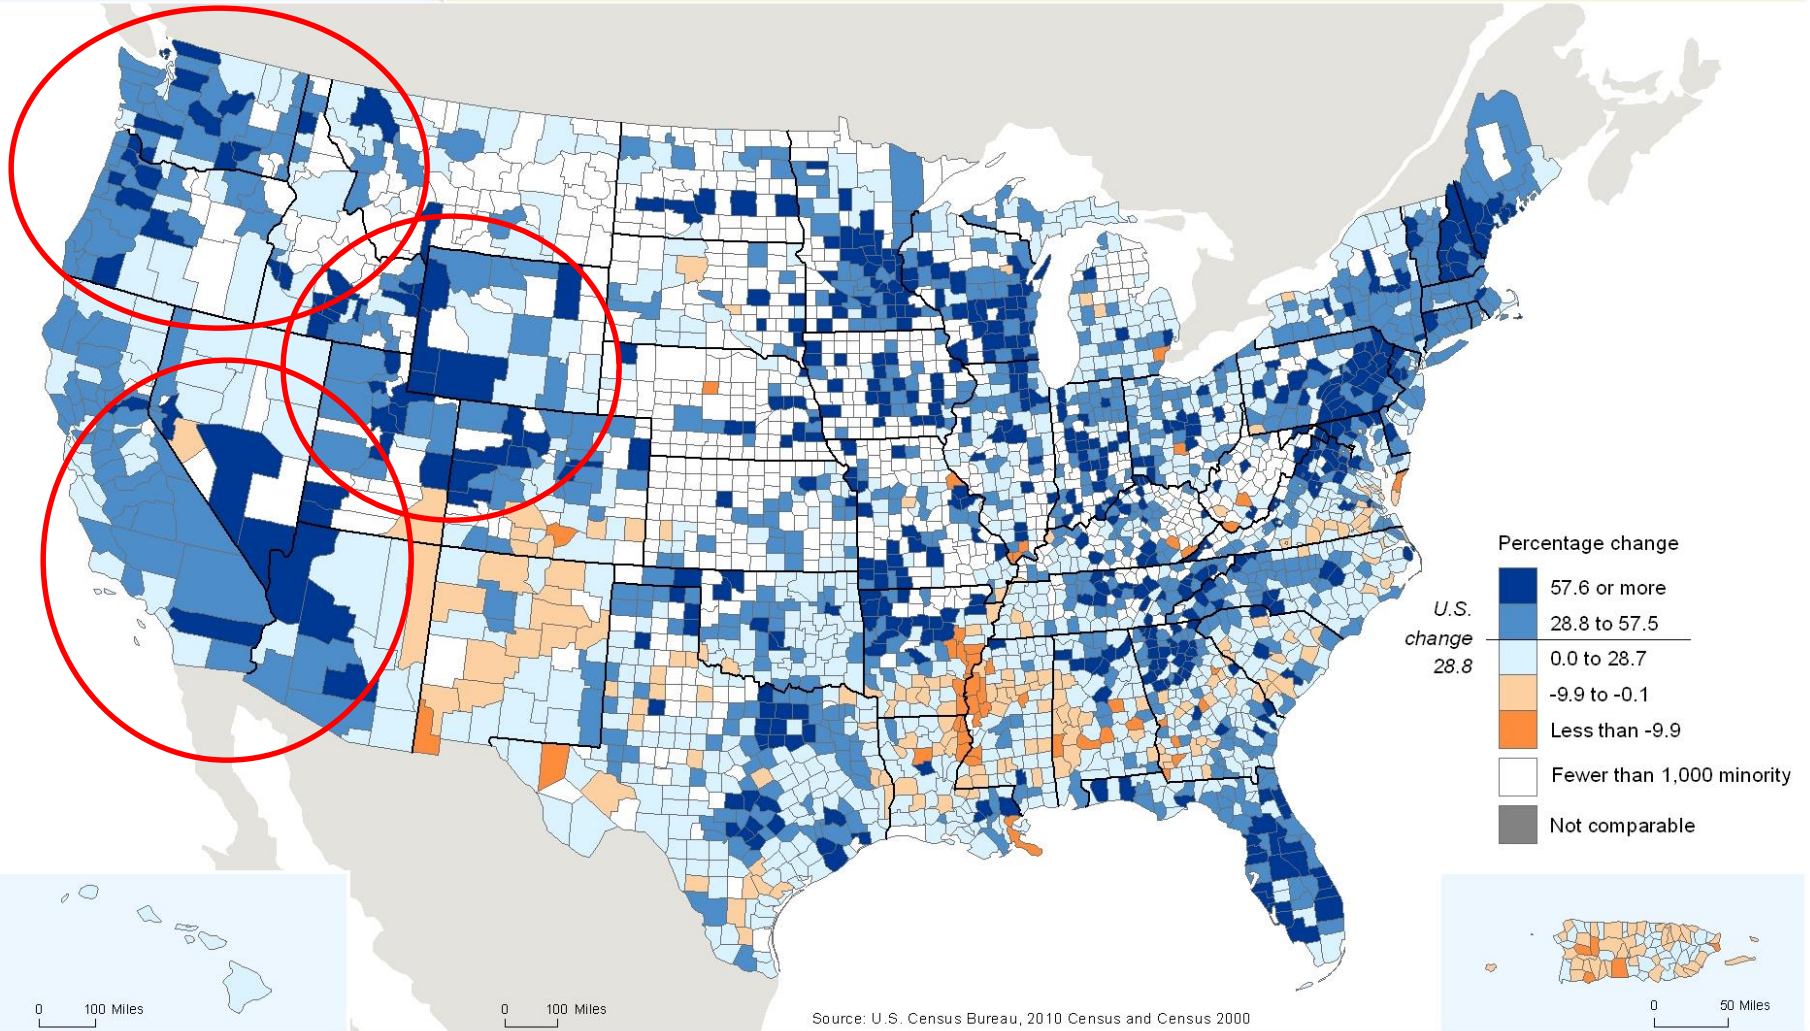 Percentage change
57.6 or more
28.8 to 57.5
U.S.
change
28.8
0.0 to 28.7
-9.9 to -0.1
Less than -9.9
Fewer than 1,000 minority
Not comparable
0 100 Miles
0 100 Miles
Source: U.S. Census Bureau, 2010 Census and Census 2000
0 50 Miles